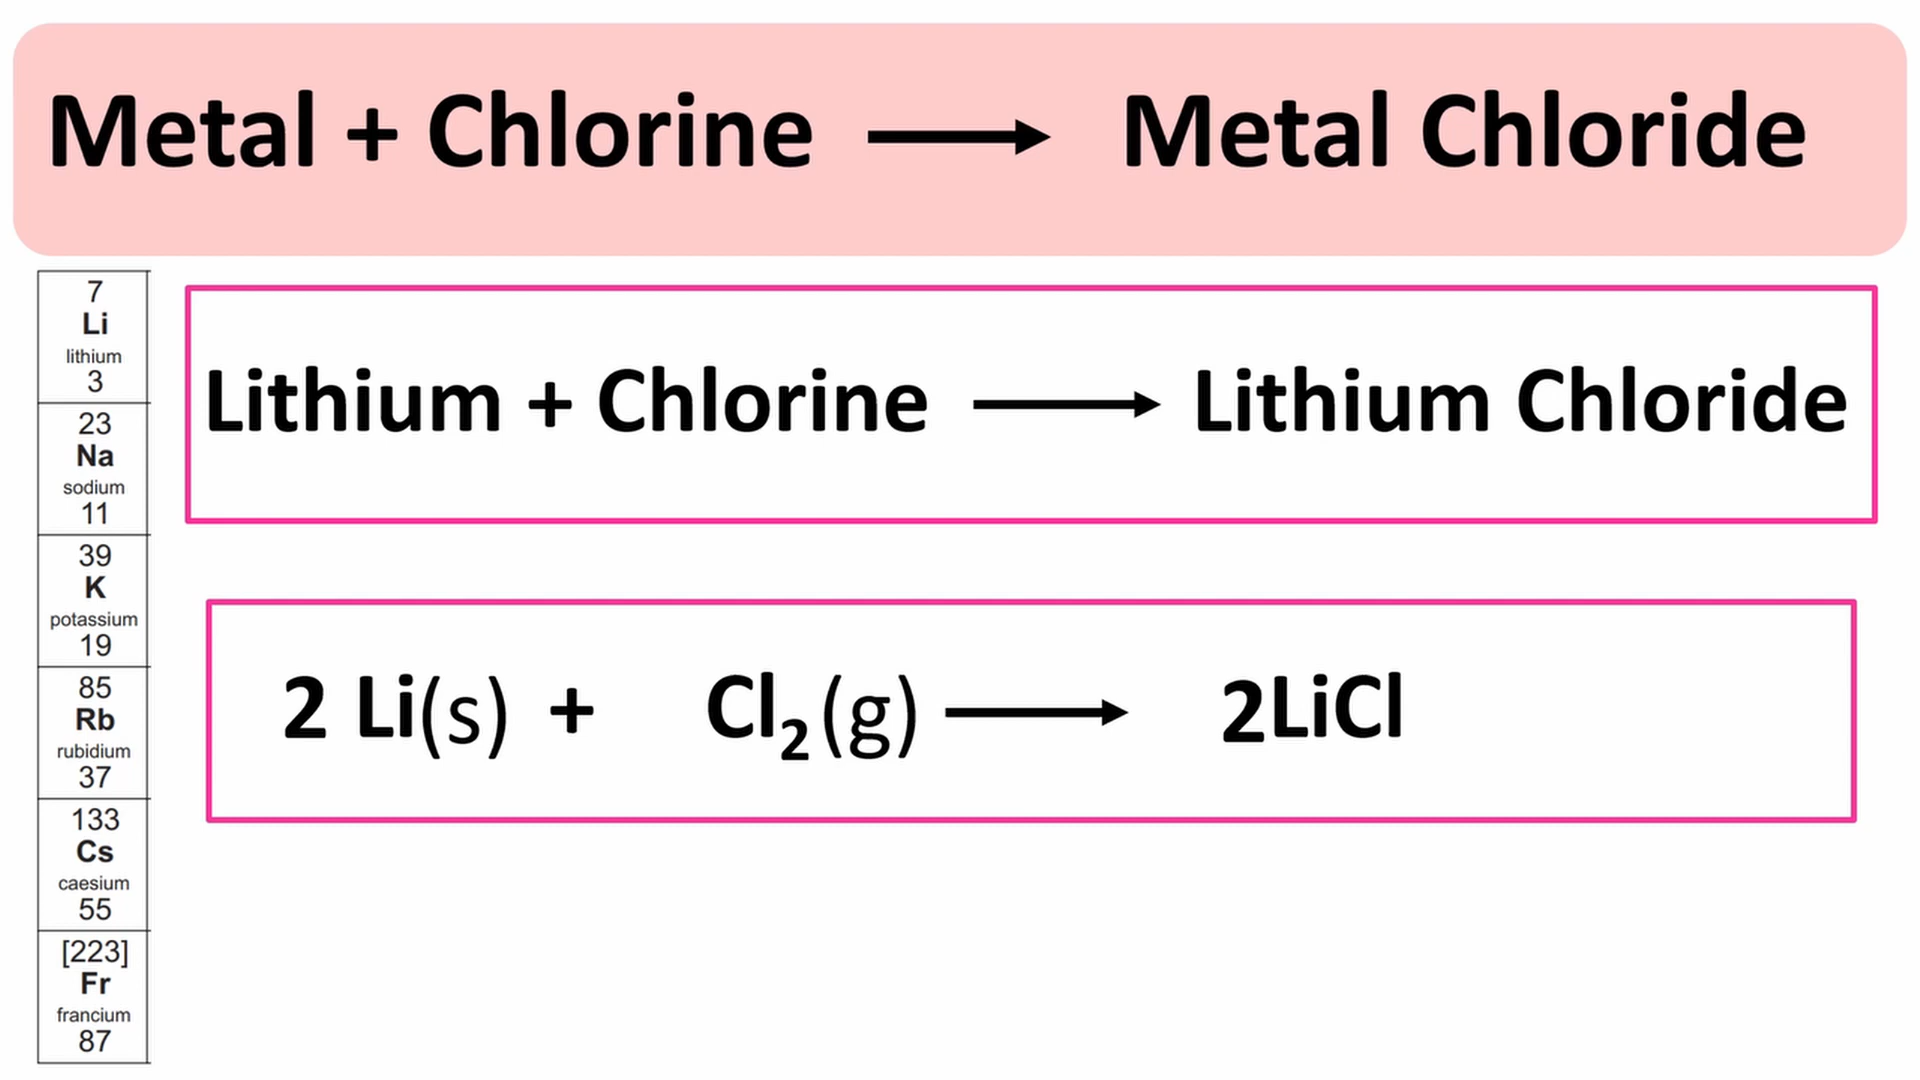 Metal + Chlorine ⟶ Metal Chloride
7
Li
lithium
3
23
Na
sodium
11
39
K
potassium
19
85
Rb
rubidium
37
133
Cs
caesium
55
[223]
Fr
francium
87
Lithium + Chlorine ⟶ Lithium Chloride
2 Li(s) + Cl₂(g) ⟶ 2LiCl